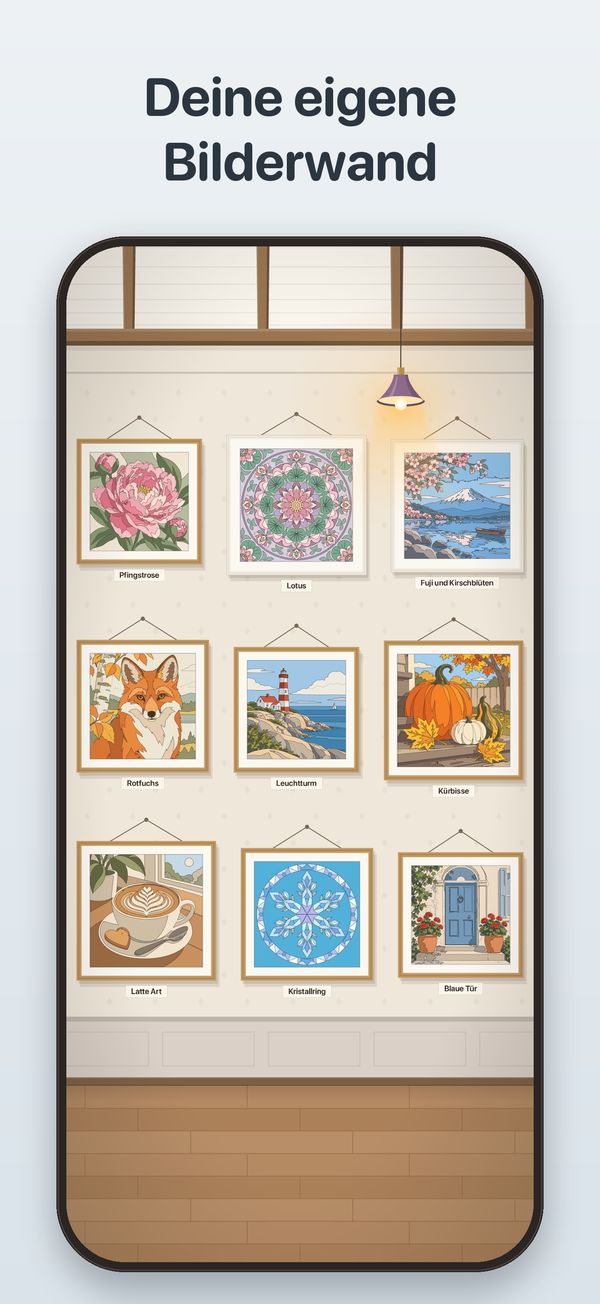 Deine eigene
Bilderwand
Pfingstrose
Lotus
Fuji und Kirschblüten
Rotfuchs
Leuchtturm
Kürbisse
Latte Art
Kristallring
Blaue Tür